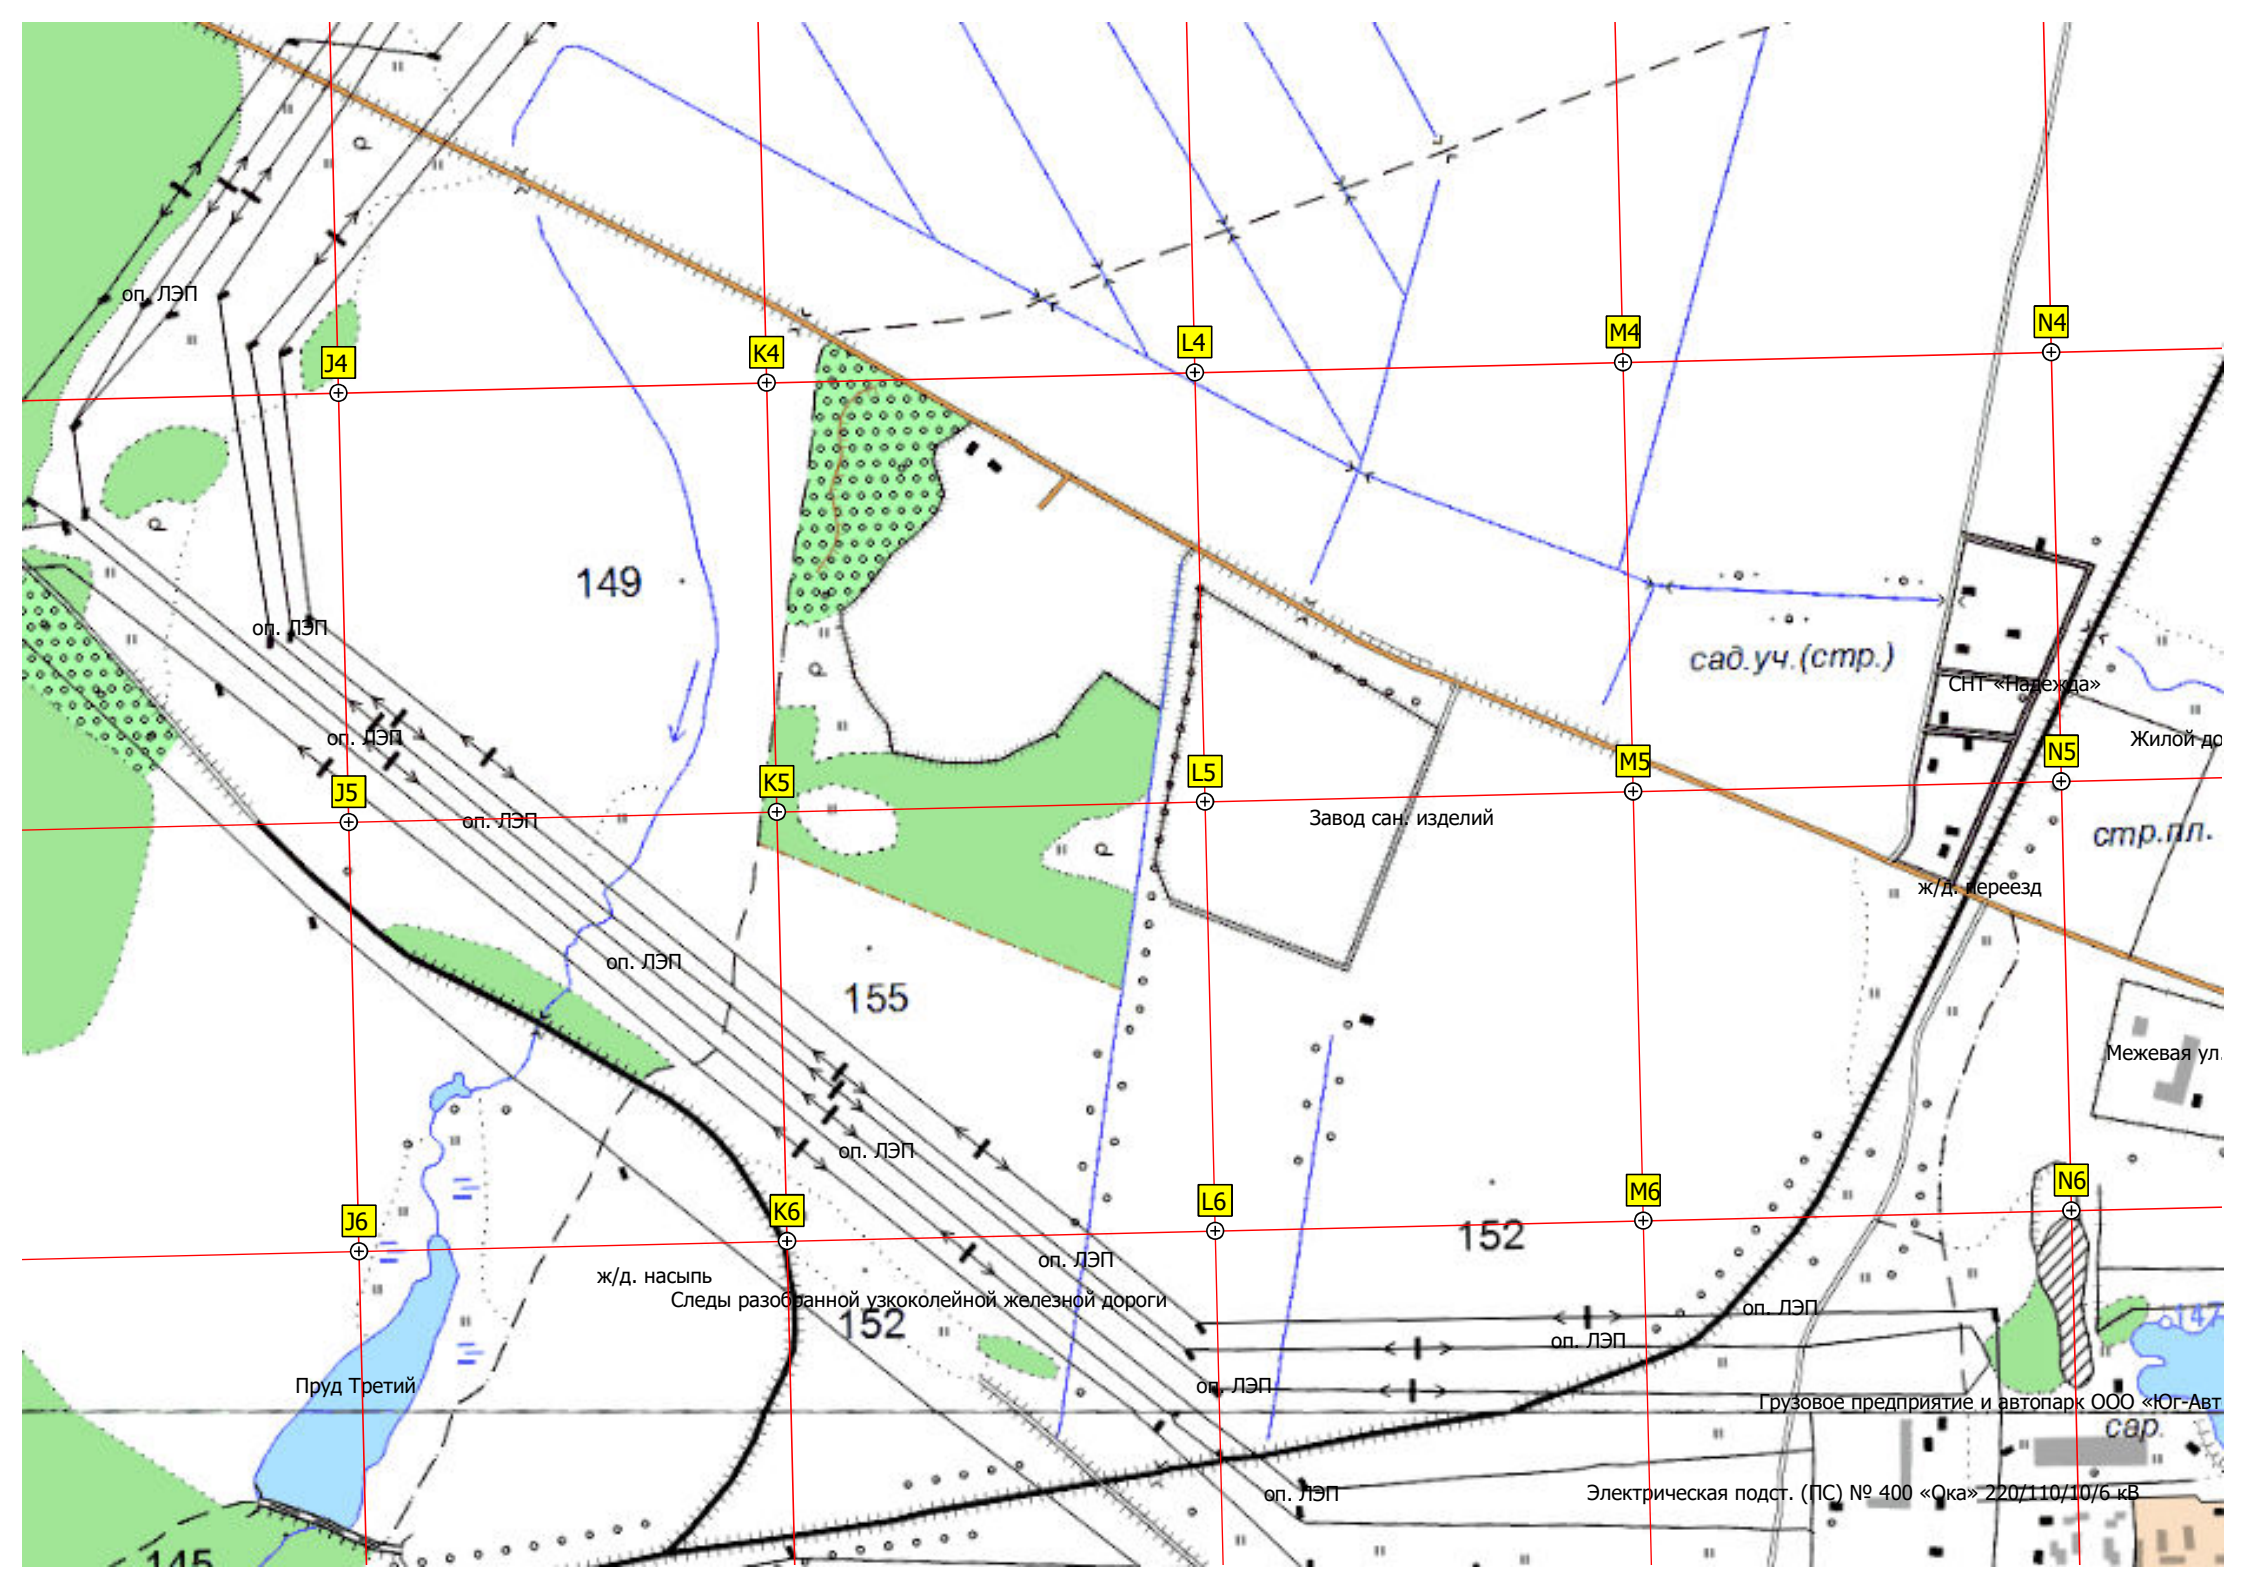 оп. ЛЭП
N4
M4
L4
K4
J4
149
оп. ЛЭП
сад.уч.(стр.)
СНТ «Надежда»
оп. ЛЭП
Жилой до
N5
M5
L5
K5
J5
оп. ЛЭП
Завод сан. изделий
стр.пл.
ж/д. переезд
оп. ЛЭП
155
Межевая ул.
оп. ЛЭП
N6
M6
L6
K6
J6
152
оп. ЛЭП
ж/д. насыпь
Следы разобранной узкоколейной железной дороги
152
оп. ЛЭП
147
оп. ЛЭП
Пруд Третий
оп. ЛЭП
Грузовое предприятие и автопарк ООО «Юг-Авт
сар.
оп. ЛЭП
Электрическая подст. (ПС) № 400 «Ока» 220/110/10/6 кВ
145